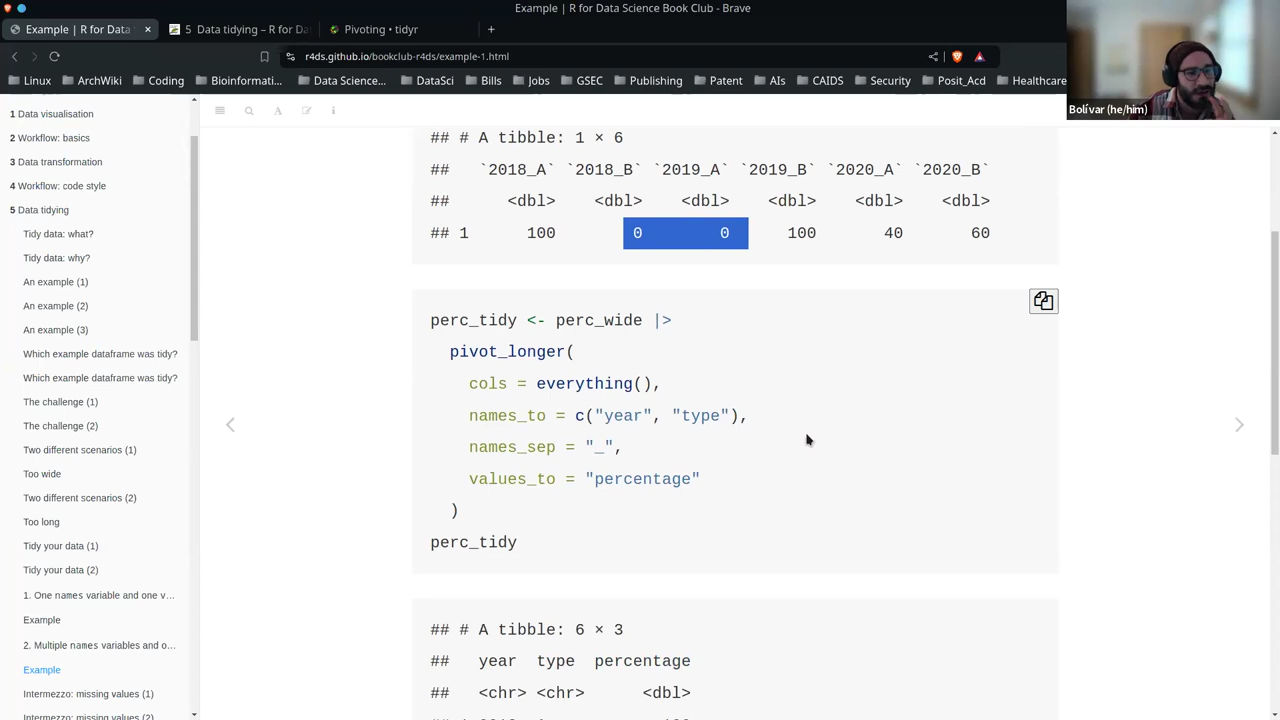 Example | R for Data Science Book Club - Brave
Example | R for Data
5 Data tidying – R for Da
Pivoting • tidyr
r4ds.github.io/bookclub-r4ds/example-1.html
Linux
ArchWiki
Coding
Bioinformati...
Data Science...
DataSci
Bills
Jobs
GSEC
Publishing
Patent
AIs
CAIDS
Security
Posit_Acd
Healthcare
Bolívar (he/him)
1 Data visualisation
2 Workflow: basics
3 Data transformation
4 Workflow: code style
5 Data tidying
Tidy data: what?
Tidy data: why?
An example (1)
An example (2)
An example (3)
Which example dataframe was tidy?
Which example dataframe was tidy?
The challenge (1)
The challenge (2)
Two different scenarios (1)
Too wide
Two different scenarios (2)
Too long
Tidy your data (1)
Tidy your data (2)
1. One names variable and one v...
Example
2. Multiple names variables and o...
Example
Intermezzo: missing values (1)
Intermezzo: missing values (2)
## # A tibble: 1 × 6
## `2018_A` `2018_B` `2019_A` `2019_B` `2020_A` `2020_B`
## <dbl> <dbl> <dbl> <dbl> <dbl> <dbl>
## 1 100 0 0 100 40 60
perc_tidy <- perc_wide |>
pivot_longer(
cols = everything(),
names_to = c("year", "type"),
names_sep = "_",
values_to = "percentage"
)
perc_tidy
## # A tibble: 6 × 3
## year type percentage
## <chr> <chr> <dbl>